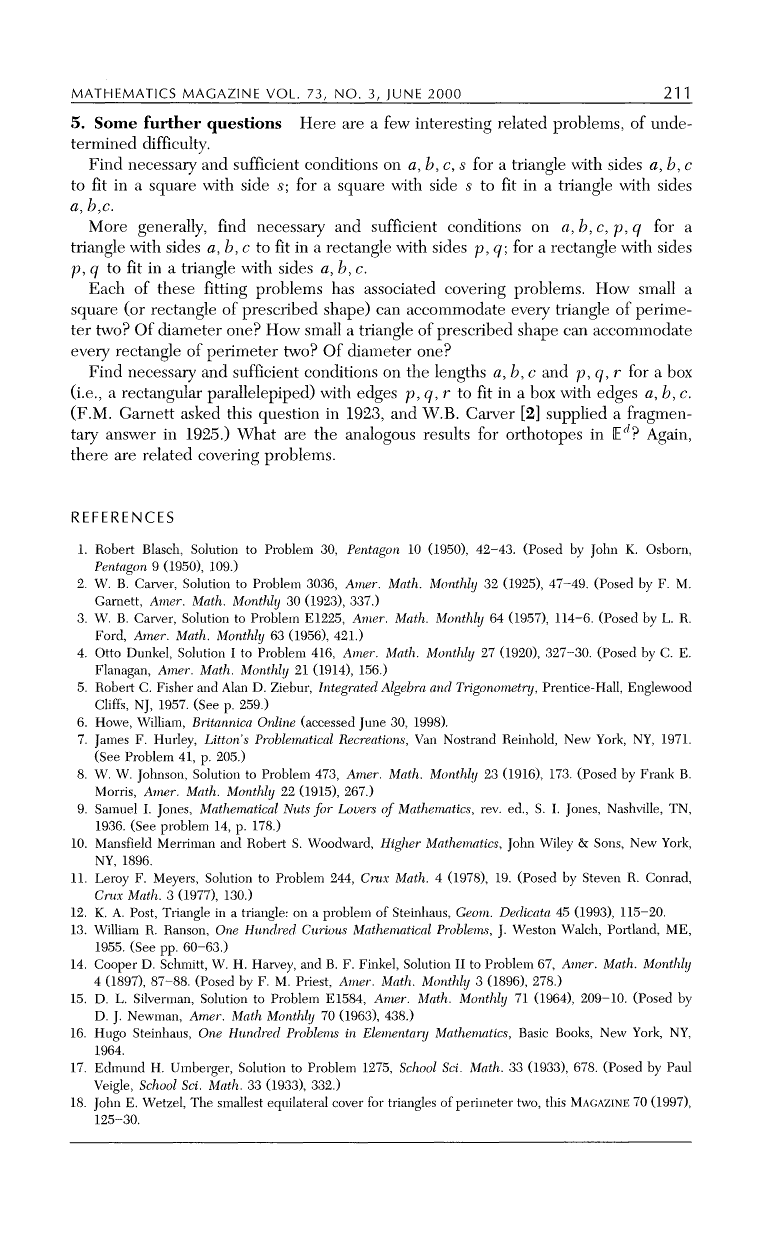 MATHEMATICS MAGAZINE VOL. 73, NO. 3, JUNE 2000 211
5. Some further questions Here are a few interesting related problems, of unde-
termined difficulty.
Find necessary and sufficient conditions on a, b, c, s for a triangle with sides a, b, c
to fit in a square with side s; for a square with side s to fit in a triangle with sides
a, b,c.
More generally, find necessary and sufficient conditions on a, b, c, p, q for a
triangle with sides a, b, c to fit in a rectangle with sides p, q; for a rectangle with sides
p, q to fit in a triangle with sides a, b, c.
Each of these fitting problems has associated covering problems. How small a
square (or rectangle of prescribed shape) can accommodate every triangle of perime-
ter two? Of diameter one? How small a triangle of prescribed shape can accommodate
every rectangle of perimeter two? Of diameter one?
Find necessary and sufficient conditions on the lengths a, b, c and p, q, r for a box
(i.e., a rectangular parallelepiped) with edges p, q, r to fit in a box with edges a, b, c.
(F.M. Garnett asked this question in 1923, and W.B. Carver [2] supplied a fragmen-
tary answer in 1925.) What are the analogous results for orthotopes in 𝔼ᵈ? Again,
there are related covering problems.
REFERENCES
1. Robert Blasch, Solution to Problem 30, Pentagon 10 (1950), 42–43. (Posed by John K. Osborn,
Pentagon 9 (1950), 109.)
2. W. B. Carver, Solution to Problem 3036, Amer. Math. Monthly 32 (1925), 47–49. (Posed by F. M.
Garnett, Amer. Math. Monthly 30 (1923), 337.)
3. W. B. Carver, Solution to Problem E1225, Amer. Math. Monthly 64 (1957), 114–6. (Posed by L. R.
Ford, Amer. Math. Monthly 63 (1956), 421.)
4. Otto Dunkel, Solution I to Problem 416, Amer. Math. Monthly 27 (1920), 327–30. (Posed by C. E.
Flanagan, Amer. Math. Monthly 21 (1914), 156.)
5. Robert C. Fisher and Alan D. Ziebur, Integrated Algebra and Trigonometry, Prentice-Hall, Englewood
Cliffs, NJ, 1957. (See p. 259.)
6. Howe, William, Britannica Online (accessed June 30, 1998).
7. James F. Hurley, Litton's Problematical Recreations, Van Nostrand Reinhold, New York, NY, 1971.
(See Problem 41, p. 205.)
8. W. W. Johnson, Solution to Problem 473, Amer. Math. Monthly 23 (1916), 173. (Posed by Frank B.
Morris, Amer. Math. Monthly 22 (1915), 267.)
9. Samuel I. Jones, Mathematical Nuts for Lovers of Mathematics, rev. ed., S. I. Jones, Nashville, TN,
1936. (See problem 14, p. 178.)
10. Mansfield Merriman and Robert S. Woodward, Higher Mathematics, John Wiley & Sons, New York,
NY, 1896.
11. Leroy F. Meyers, Solution to Problem 244, Crux Math. 4 (1978), 19. (Posed by Steven R. Conrad,
Crux Math. 3 (1977), 130.)
12. K. A. Post, Triangle in a triangle: on a problem of Steinhaus, Geom. Dedicata 45 (1993), 115–20.
13. William R. Ranson, One Hundred Curious Mathematical Problems, J. Weston Walch, Portland, ME,
1955. (See pp. 60–63.)
14. Cooper D. Schmitt, W. H. Harvey, and B. F. Finkel, Solution II to Problem 67, Amer. Math. Monthly
4 (1897), 87–88. (Posed by F. M. Priest, Amer. Math. Monthly 3 (1896), 278.)
15. D. L. Silverman, Solution to Problem E1584, Amer. Math. Monthly 71 (1964), 209–10. (Posed by
D. J. Newman, Amer. Math Monthly 70 (1963), 438.)
16. Hugo Steinhaus, One Hundred Problems in Elementary Mathematics, Basic Books, New York, NY,
1964.
17. Edmund H. Umberger, Solution to Problem 1275, School Sci. Math. 33 (1933), 678. (Posed by Paul
Veigle, School Sci. Math. 33 (1933), 332.)
18. John E. Wetzel, The smallest equilateral cover for triangles of perimeter two, this MAGAZINE 70 (1997),
125–30.